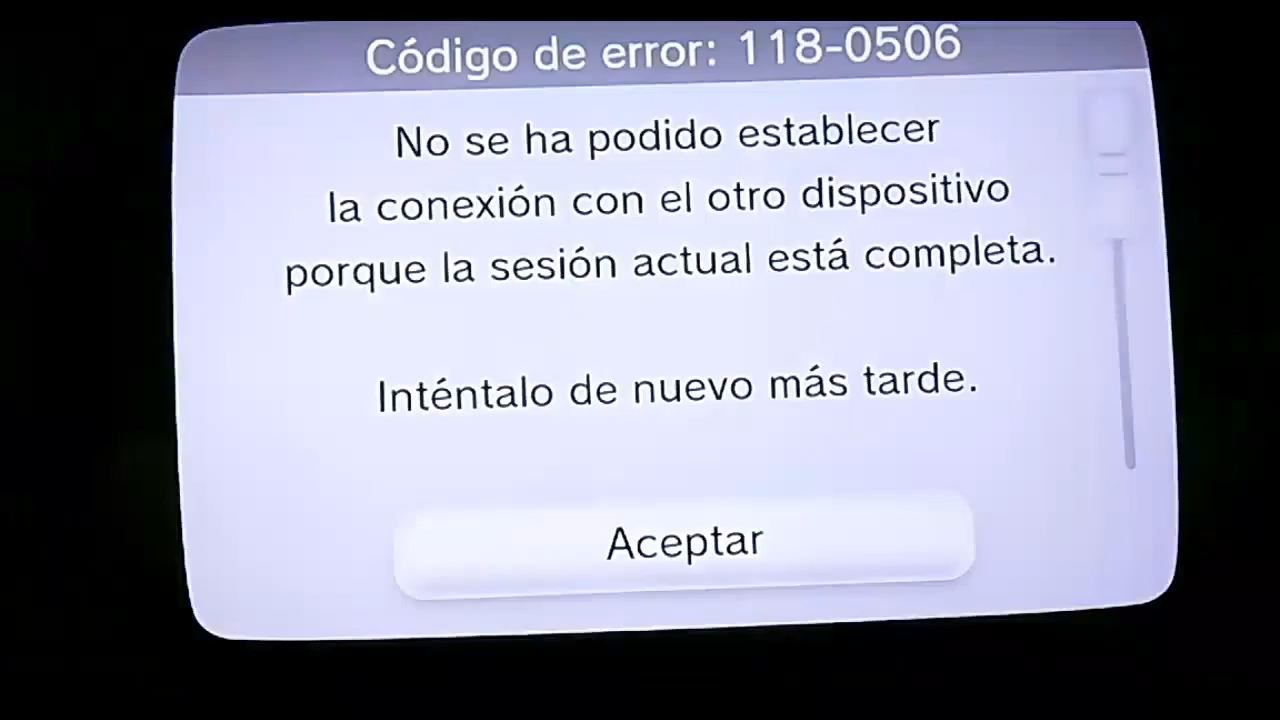 Código de error: 118-0506
No se ha podido establecer
la conexión con el otro dispositivo
porque la sesión actual está completa.
Inténtalo de nuevo más tarde.
Aceptar